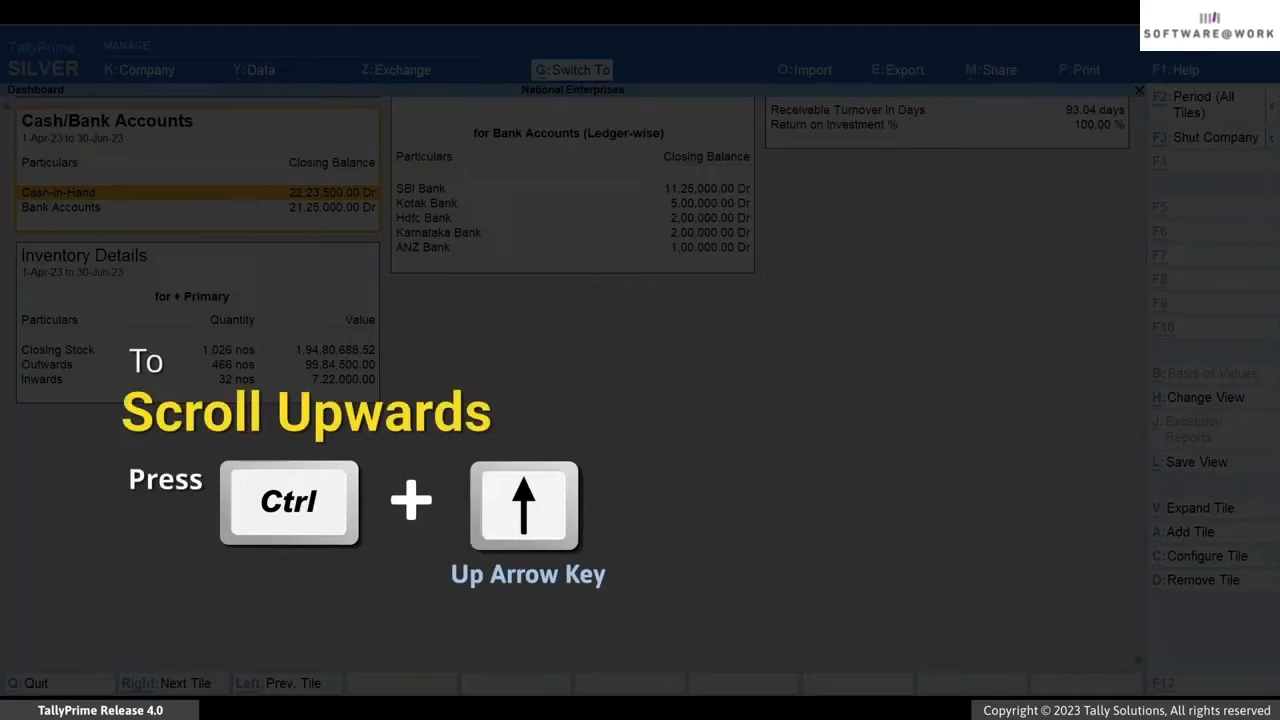 SOFTWARE@WORK
TallyPrime
MANAGE
SILVER
K: Company
Y: Data
Z: Exchange
G: Switch To
O: Import
E: Export
M: Share
P: Print
F1: Help
Dashboard
National Enterprises
Cash/Bank Accounts
1-Apr-23 to 30-Jun-23
Particulars Closing Balance
Cash-in-Hand 22,23,500.00 Dr
Bank Accounts 21,25,000.00 Dr
Inventory Details
1-Apr-23 to 30-Jun-23
for ♦ Primary
Particulars Quantity Value
Closing Stock 1,026 nos 1,94,80,688.52
Outwards 466 nos 99,84,500.00
Inwards 32 nos 7,22,000.00
for Bank Accounts (Ledger-wise)
Particulars Closing Balance
SBI Bank 11,25,000.00 Dr
Kotak Bank 5,00,000.00 Dr
Hdfc Bank 2,00,000.00 Dr
Karnataka Bank 2,00,000.00 Dr
ANZ Bank 1,00,000.00 Dr
Receivable Turnover in Days 93.04 days
Return on Investment % 100.00 %
To
Scroll Upwards
Press Ctrl +
Up Arrow Key
F2: Period (All
Tiles)
F3: Shut Company
F4
F5
F6
F7
F8
F9
F10
B: Basis of Values
H: Change View
J: Exception
Reports
L: Save View
V: Expand Tile
A: Add Tile
C: Configure Tile
D: Remove Tile
F12
Q: Quit
Right: Next Tile
Left: Prev. Tile
TallyPrime Release 4.0
Copyright © 2023 Tally Solutions, All rights reserved